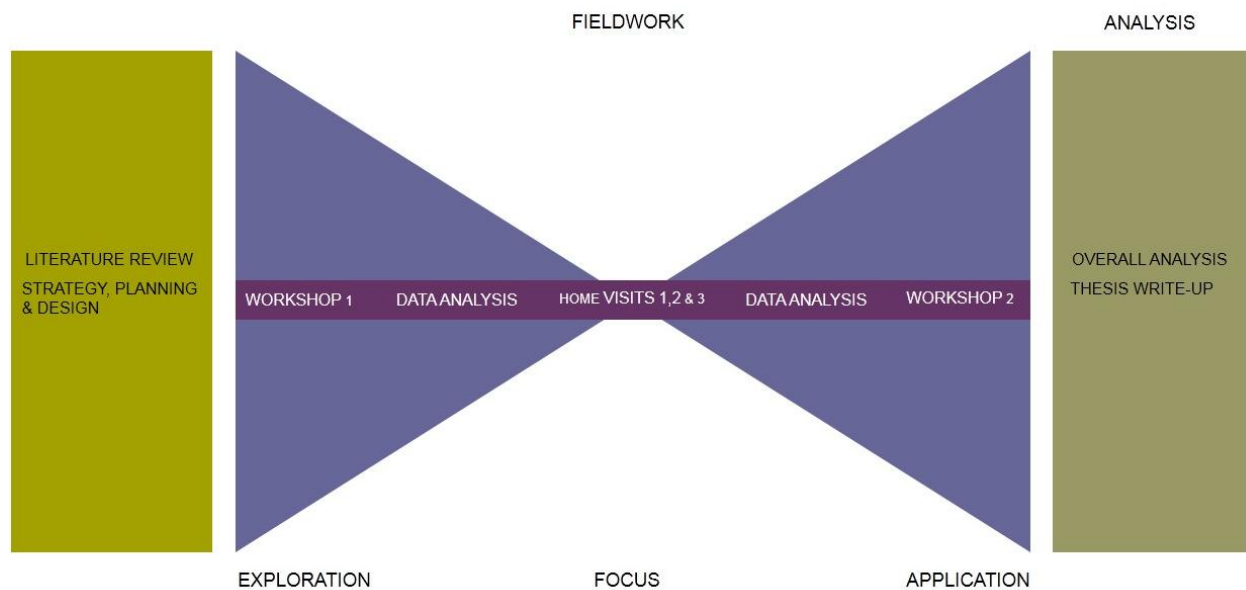 FIELDWORK
ANALYSIS
LITERATURE REVIEW
STRATEGY, PLANNING
& DESIGN
WORKSHOP 1
DATA ANALYSIS
HOME VISITS 1,2 & 3
DATA ANALYSIS
WORKSHOP 2
OVERALL ANALYSIS
THESIS WRITE-UP
EXPLORATION
FOCUS
APPLICATION